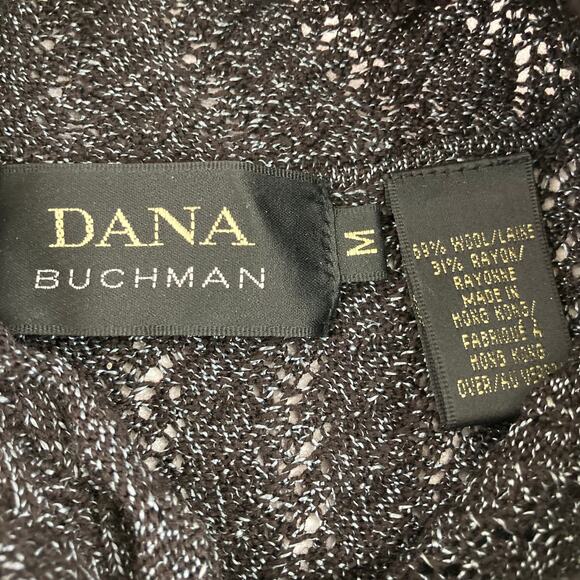 DANA
BUCHMAN
M
69% WOOL/LAINE
31% RAYON/
RAYONNE
MADE IN
HONG KONG/
FABRIQUÉ À
HONG KONG
OVER/AU VERSO